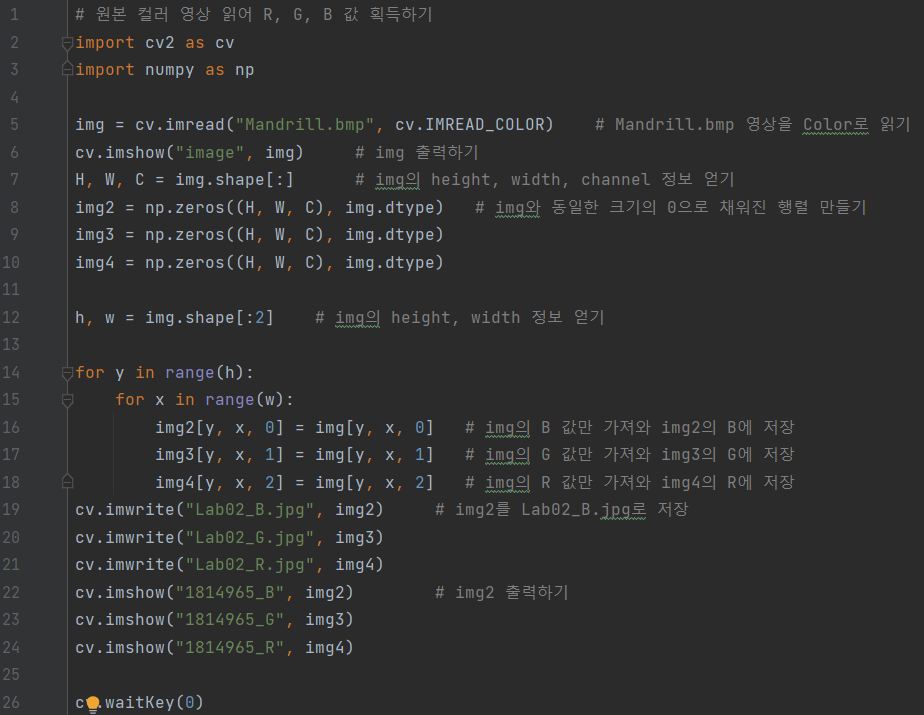 1 # 원본 컬러 영상 읽어 R, G, B 값 획득하기
2 import cv2 as cv
3 import numpy as np
4
5 img = cv.imread("Mandrill.bmp", cv.IMREAD_COLOR) # Mandrill.bmp 영상을 Color로 읽기
6 cv.imshow("image", img) # img 출력하기
7 H, W, C = img.shape[:] # img의 height, width, channel 정보 얻기
8 img2 = np.zeros((H, W, C), img.dtype) # img와 동일한 크기의 0으로 채워진 행렬 만들기
9 img3 = np.zeros((H, W, C), img.dtype)
10 img4 = np.zeros((H, W, C), img.dtype)
11
12 h, w = img.shape[:2] # img의 height, width 정보 얻기
13
14 for y in range(h):
15 for x in range(w):
16 img2[y, x, 0] = img[y, x, 0] # img의 B 값만 가져와 img2의 B에 저장
17 img3[y, x, 1] = img[y, x, 1] # img의 G 값만 가져와 img3의 G에 저장
18 img4[y, x, 2] = img[y, x, 2] # img의 R 값만 가져와 img4의 R에 저장
19 cv.imwrite("Lab02_B.jpg", img2) # img2를 Lab02_B.jpg로 저장
20 cv.imwrite("Lab02_G.jpg", img3)
21 cv.imwrite("Lab02_R.jpg", img4)
22 cv.imshow("1814965_B", img2) # img2 출력하기
23 cv.imshow("1814965_G", img3)
24 cv.imshow("1814965_R", img4)
25
26 cv.waitKey(0)